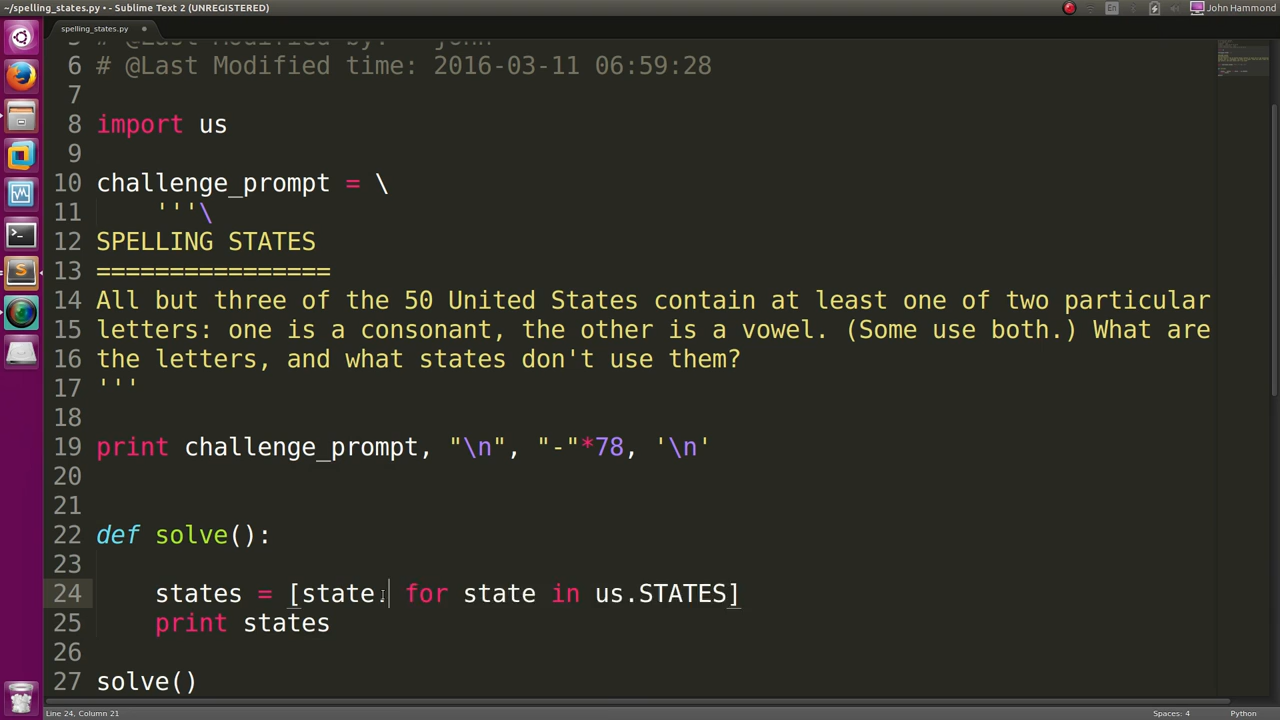 ~/spelling_states.py • - Sublime Text 2 (UNREGISTERED)
En
John Hammond
spelling_states.py
6 # @Last Modified time: 2016-03-11 06:59:28
7
8 import us
9
10 challenge_prompt = \
11 '''\
12 SPELLING STATES
13 ================
14 All but three of the 50 United States contain at least one of two particular
15 letters: one is a consonant, the other is a vowel. (Some use both.) What are
16 the letters, and what states don't use them?
17 '''
18
19 print challenge_prompt, "\n", "-"*78, '\n'
20
21
22 def solve():
23
24 states = [state. for state in us.STATES]
25 print states
26
27 solve()
Line 24, Column 21
Spaces: 4
Python